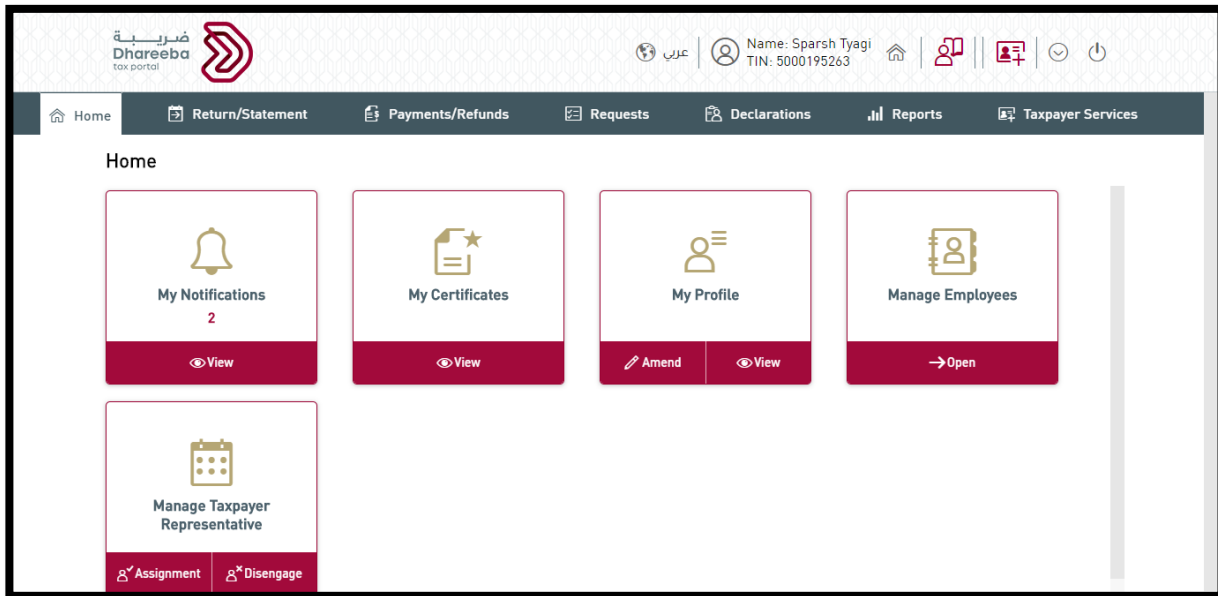 ضريبــــة
Dhareeba
tax portal
عربي
Name: Sparsh Tyagi
TIN: 5000195263
Home
Return/Statement
Payments/Refunds
Requests
Declarations
Reports
Taxpayer Services
Home
My Notifications
2
View
My Certificates
View
My Profile
Amend
View
Manage Employees
Open
Manage Taxpayer
Representative
Assignment
Disengage